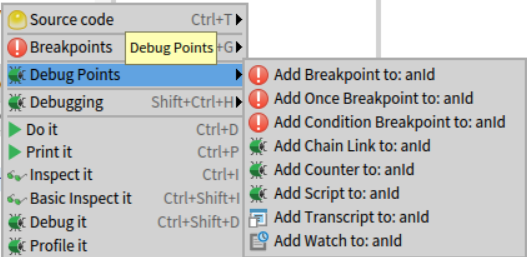 Source code Ctrl+T
Breakpoints Debug Points +G
Debug Points
Debugging Shift+Ctrl+H
Do it Ctrl+D
Print it Ctrl+P
Inspect it Ctrl+I
Basic Inspect it Ctrl+Shift+I
Debug it Ctrl+Shift+D
Profile it
Add Breakpoint to: anId
Add Once Breakpoint to: anId
Add Condition Breakpoint to: anId
Add Chain Link to: anId
Add Counter to: anId
Add Script to: anId
Add Transcript to: anId
Add Watch to: anId